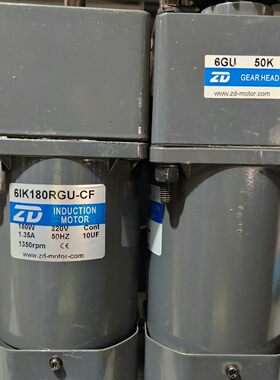 6IK180RGU-CF
ZD
INDUCTION
MOTOR
180W 220V Cont
1.35A 50HZ 10UF
1350rpm CE
www.zd-motor.com
6GU 50K
ZD
GEAR HEAD
www.zd-motor.com